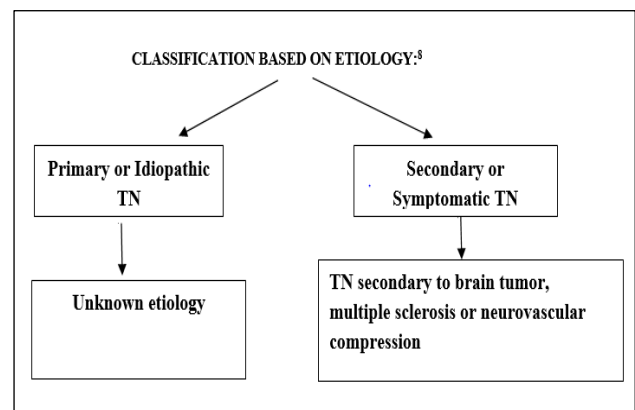 CLASSIFICATION BASED ON ETIOLOGY:⁸
Primary or Idiopathic
TN
Secondary or
Symptomatic TN
Unknown etiology
TN secondary to brain tumor,
multiple sclerosis or neurovascular
compression